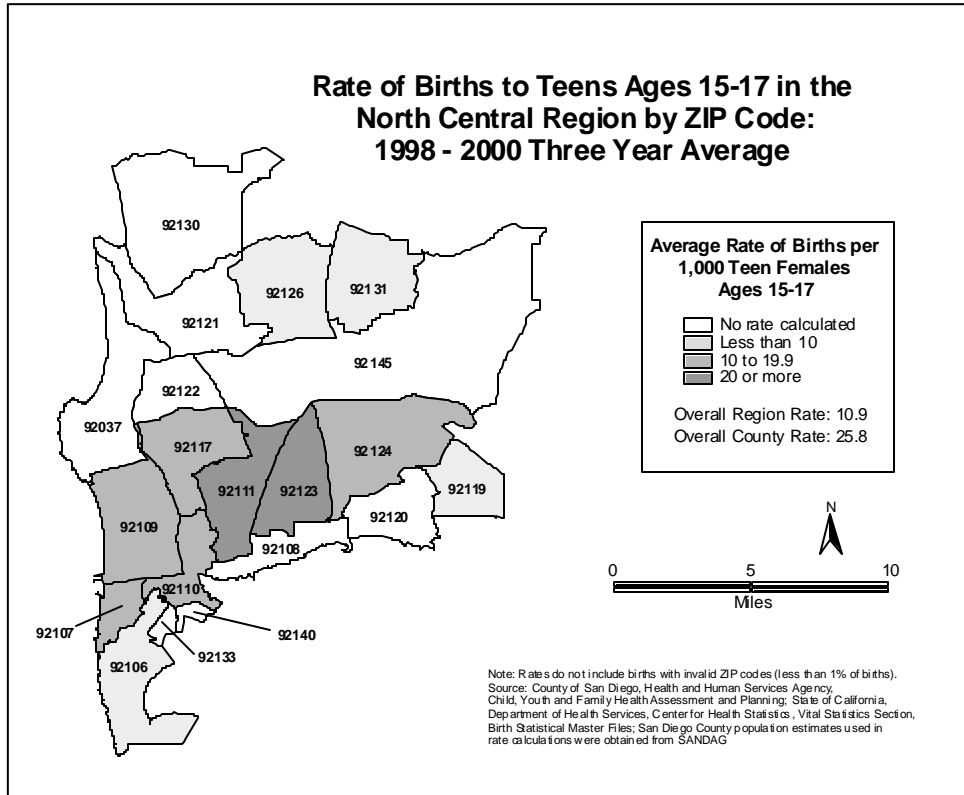 Rate of Births to Teens Ages 15-17 in the
North Central Region by ZIP Code:
1998 - 2000 Three Year Average
92130
92126
92131
92121
92145
92122
92037
92117
92124
92111
92123
92119
92109
92120
92108
92110
92107
92140
92133
92106
Average Rate of Births per
1,000 Teen Females
Ages 15-17
No rate calculated
Less than 10
10 to 19.9
20 or more
Overall Region Rate: 10.9
Overall County Rate: 25.8
N
0 5 10
Miles
Note: Rates do not include births with invalid ZIP codes (less than 1% of births).
Source: County of San Diego, Health and Human Services Agency,
Child, Youth and Family Health Assessment and Planning; State of California,
Department of Health Services, Center for Health Statistics, Vital Statistics Section,
Birth Statistical Master Files; San Diego County population estimates used in
rate calculations were obtained from SANDAG